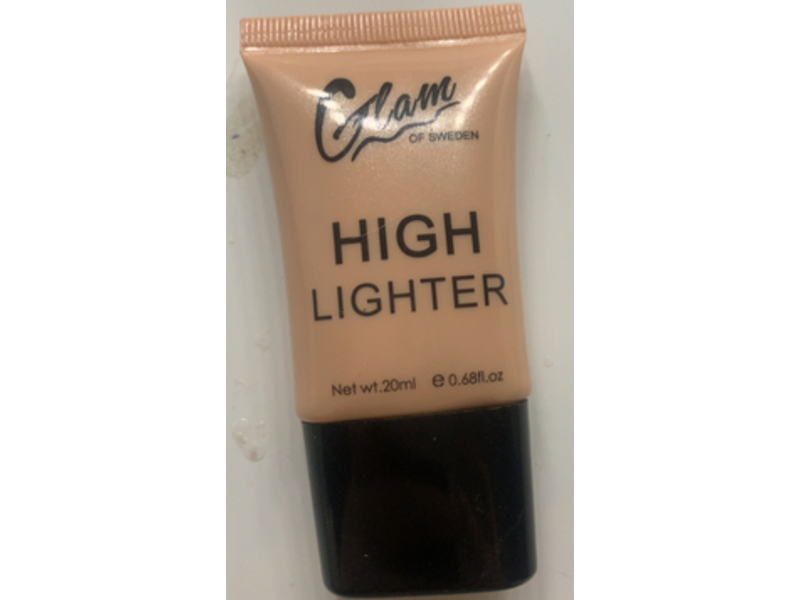 Glam
OF SWEDEN
HIGH
LIGHTER
Net wt.20ml ℮ 0.68fl.oz